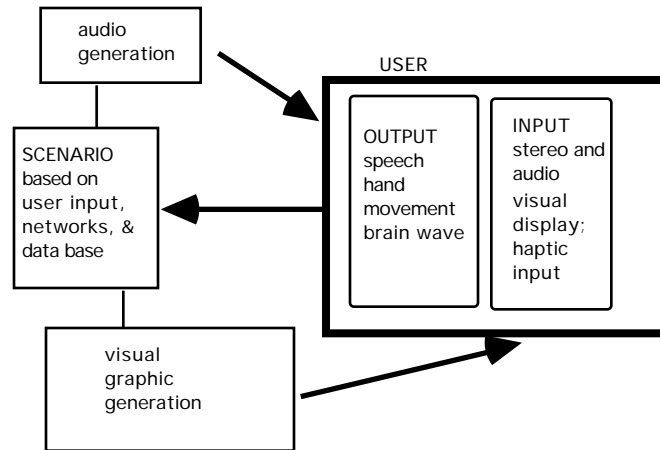 audio
generation
USER
SCENARIO
based on
user input,
networks, &
data base
OUTPUT
speech
hand
movement
brain wave
INPUT
stereo and
audio
visual
display;
haptic
input
visual
graphic
generation